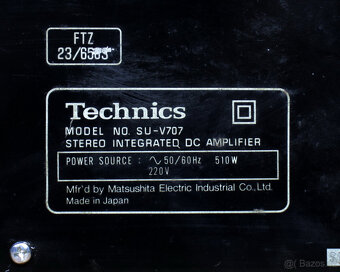 FTZ
23/6583
Technics
MODEL NO. SU-V707
STEREO INTEGRATED DC AMPLIFIER
POWER SOURCE : ∿50/60Hz 510W
220V
Mfr'd by Matsushita Electric Industrial Co., Ltd.
Made in Japan